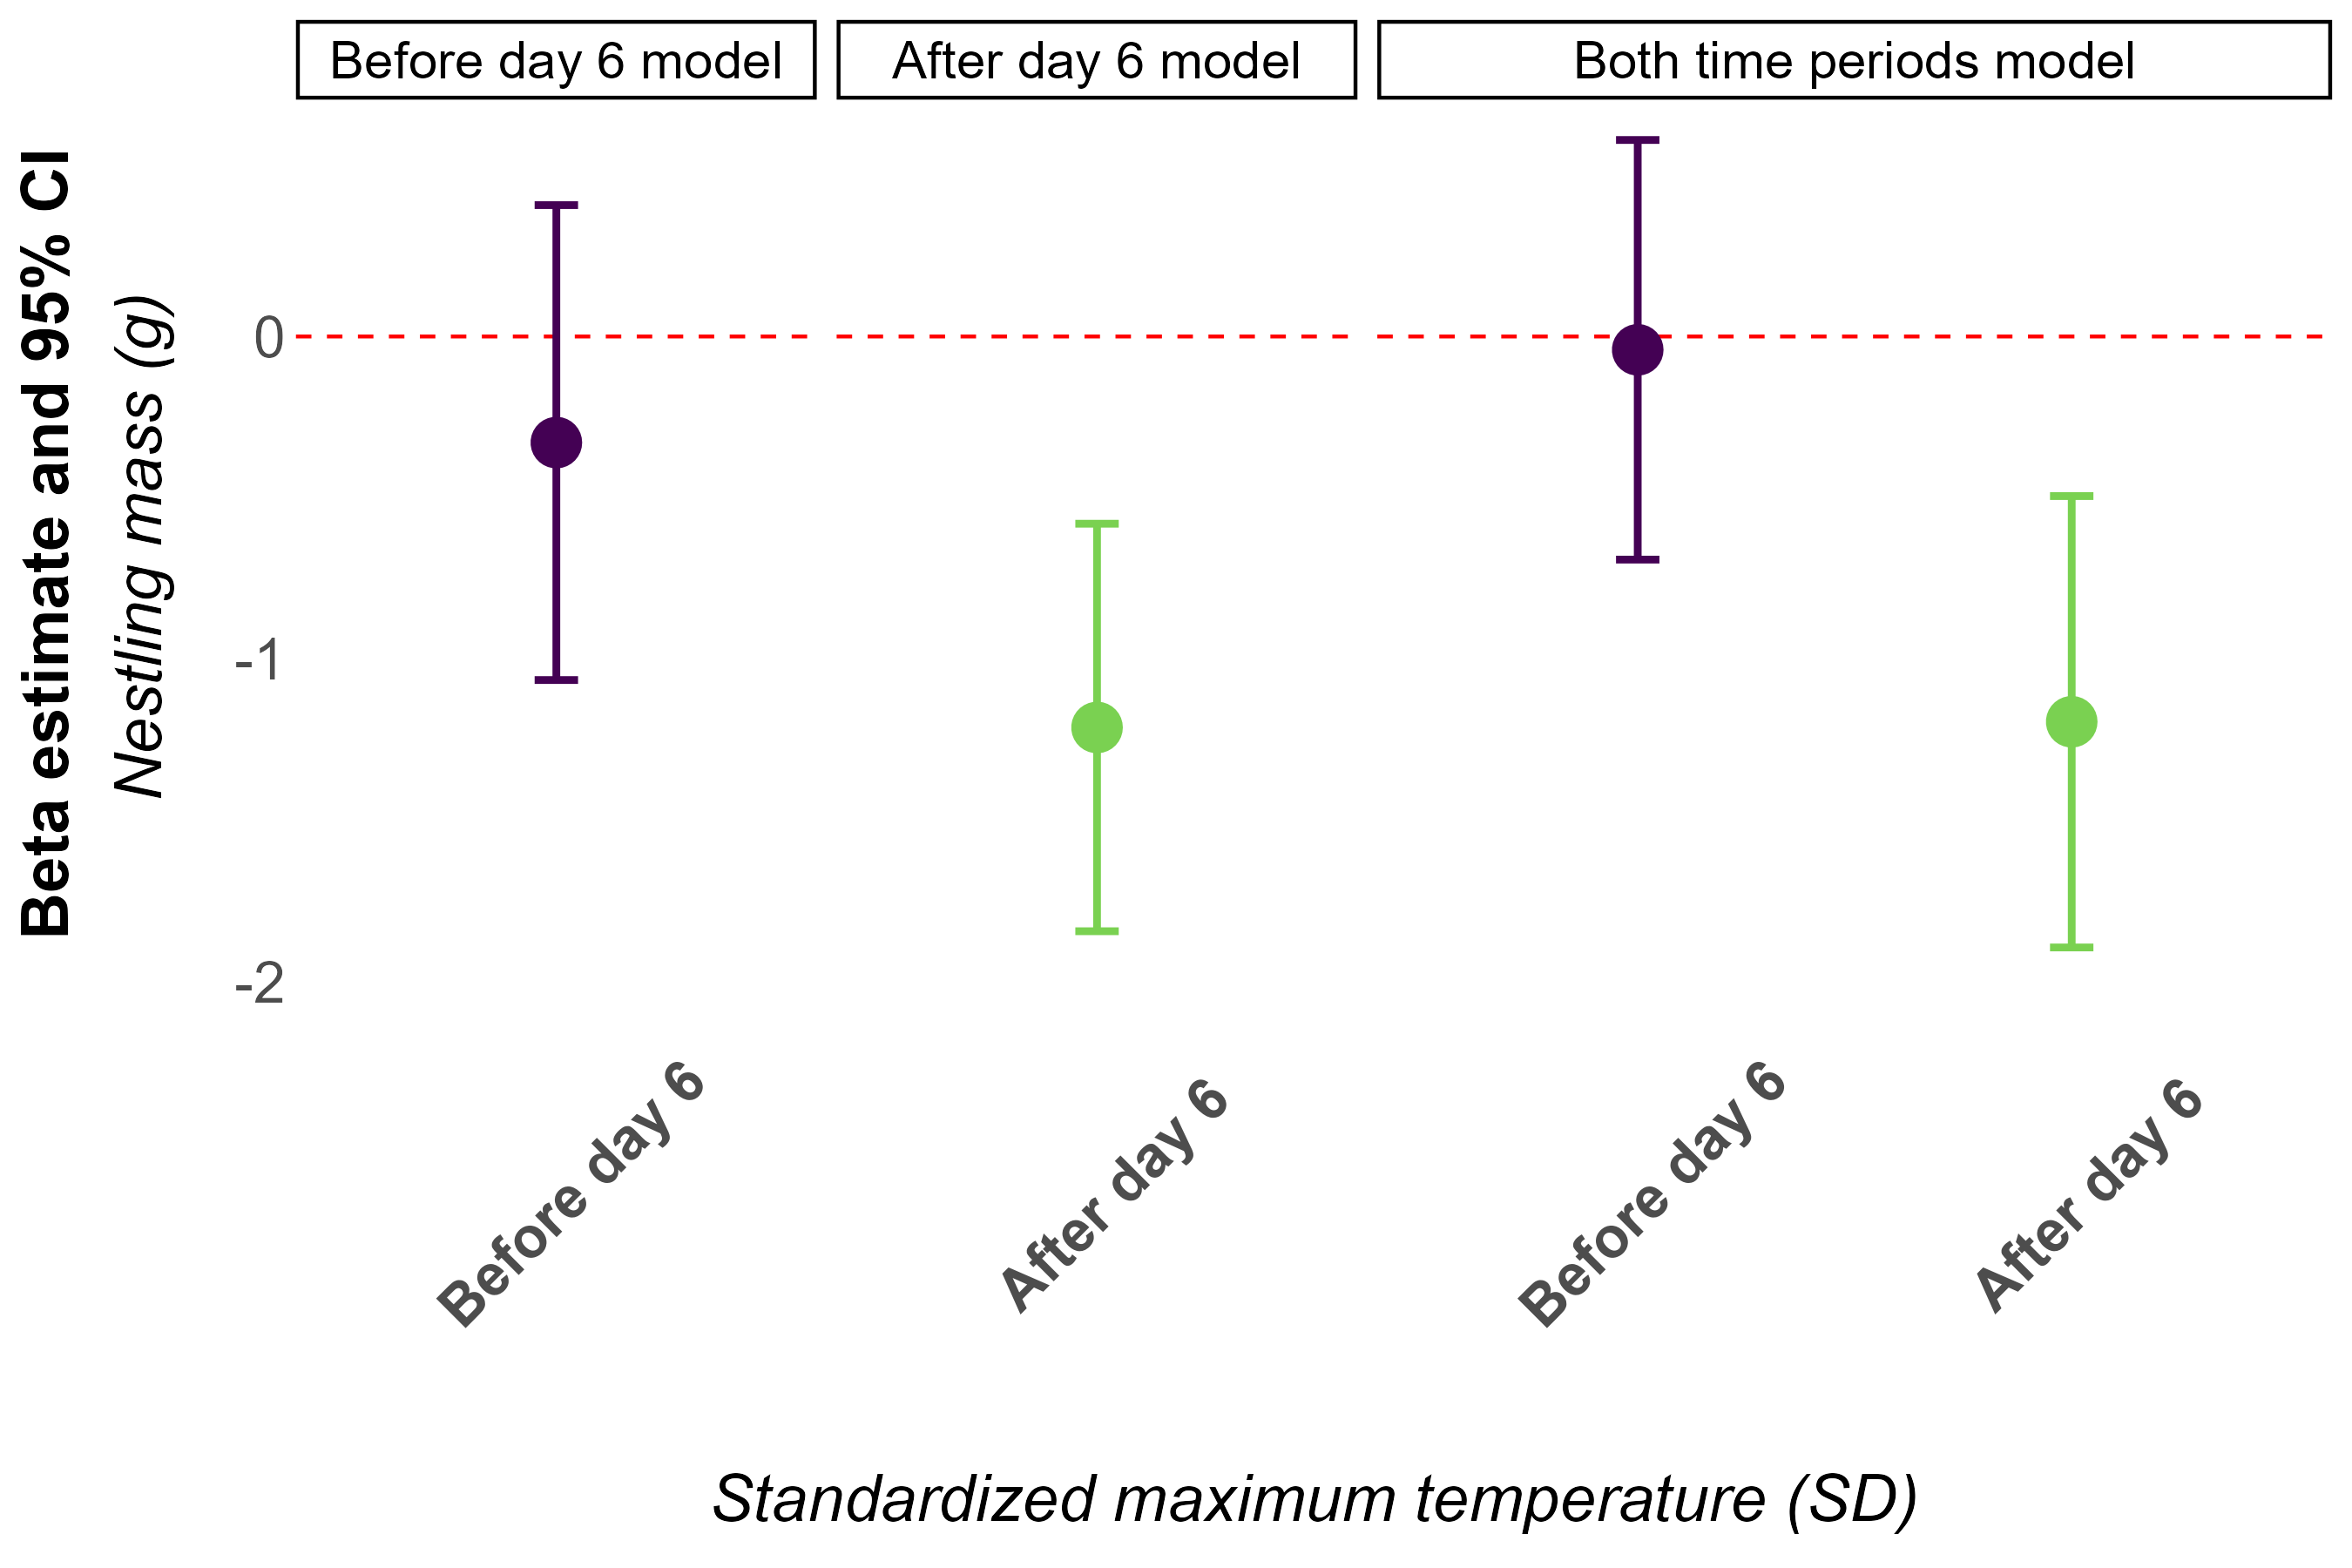 Before day 6 model
After day 6 model
Both time periods model
Beta estimate and 95% CI
Nestling mass (g)
0
-1
-2
Before day 6
After day 6
Before day 6
After day 6
Standardized maximum temperature (SD)